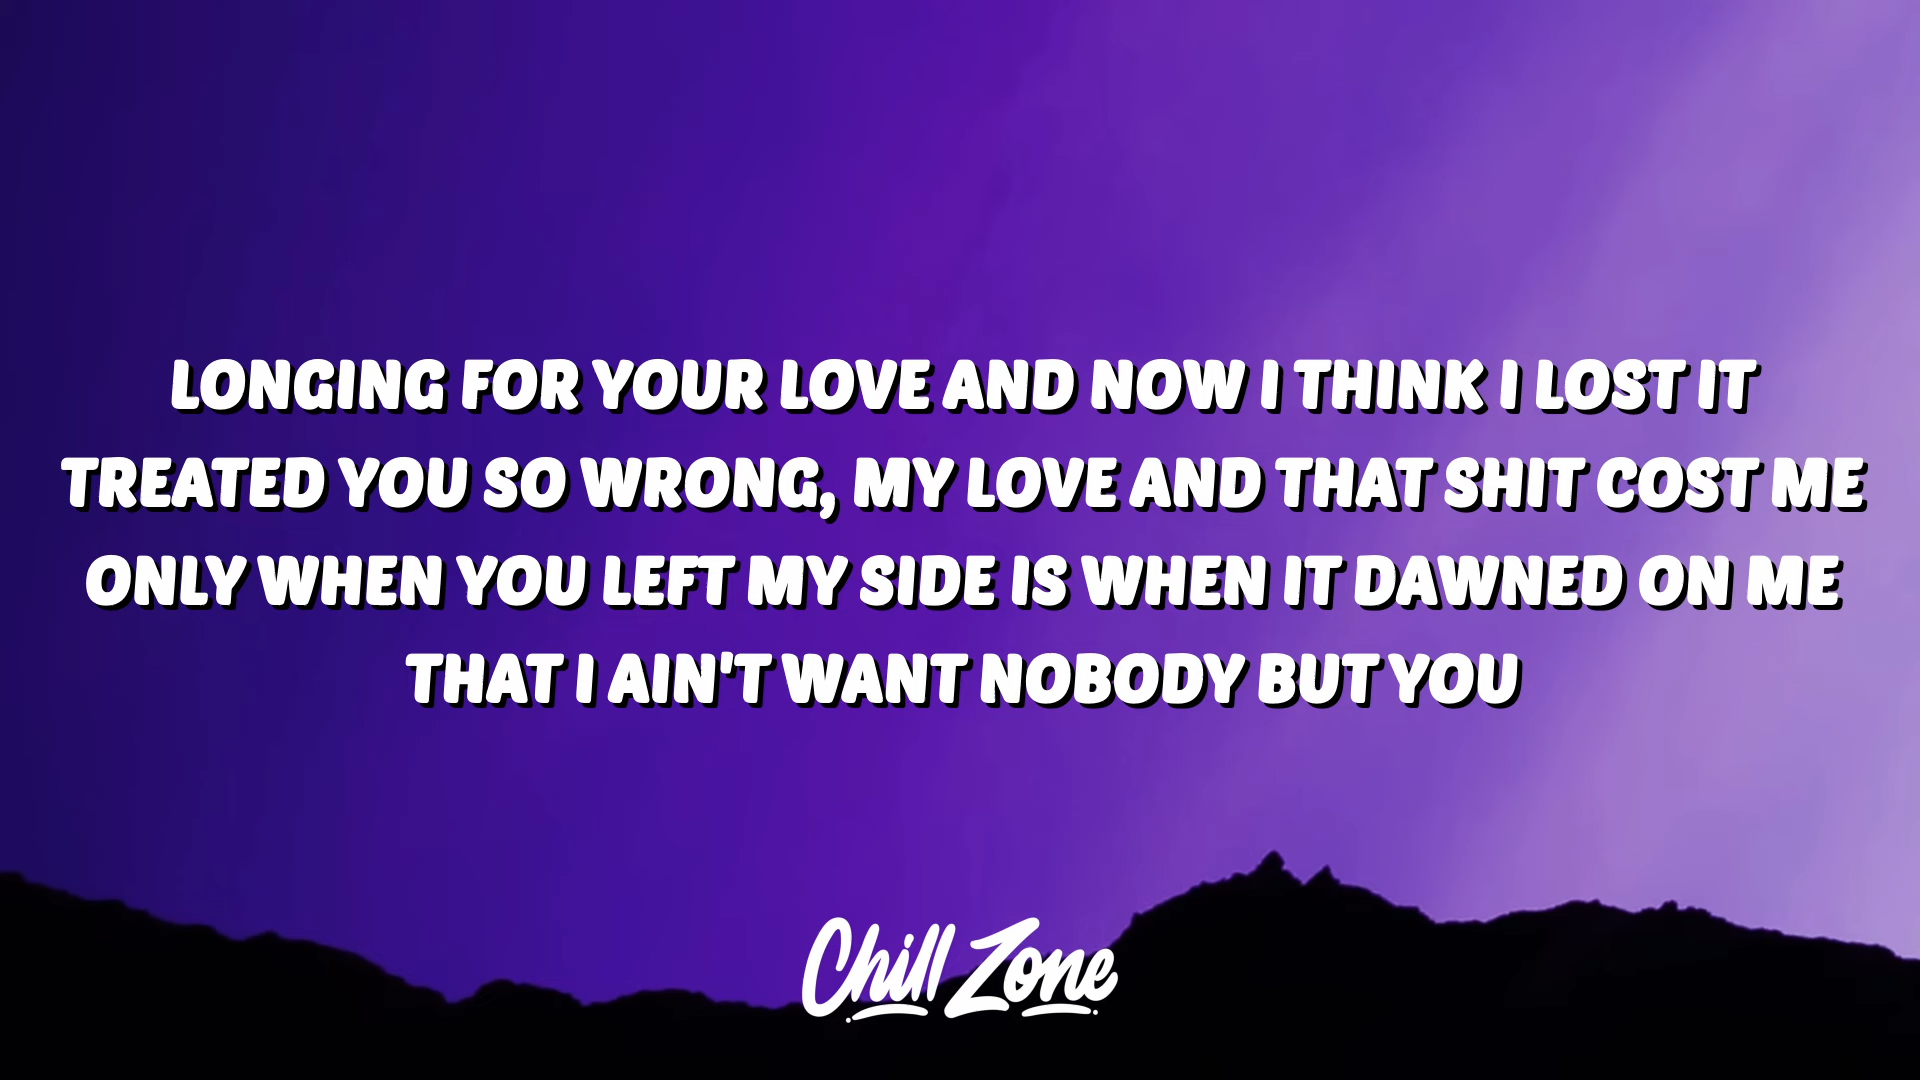 LONGING FOR YOUR LOVE AND NOW I THINK I LOST IT
TREATED YOU SO WRONG, MY LOVE AND THAT SHIT COST ME
ONLY WHEN YOU LEFT MY SIDE IS WHEN IT DAWNED ON ME
THAT I AIN'T WANT NOBODY BUT YOU
Chill Zone